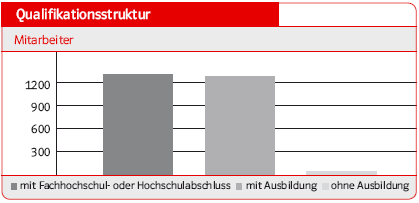 Qualifikationsstruktur
Mitarbeiter
1200
900
600
300
mit Fachhochschul- oder Hochschulabschluss mit Ausbildung ohne Ausbildung